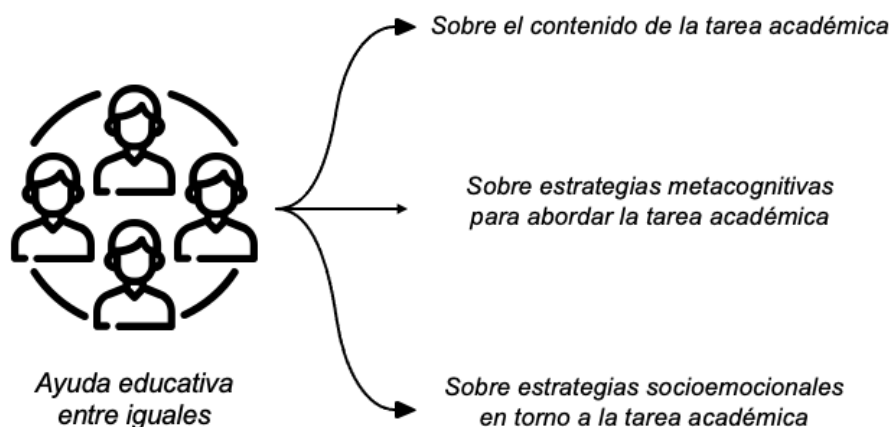 Sobre el contenido de la tarea académica
Sobre estrategias metacognitivas
para abordar la tarea académica
Ayuda educativa
entre iguales
Sobre estrategias socioemocionales
en torno a la tarea académica